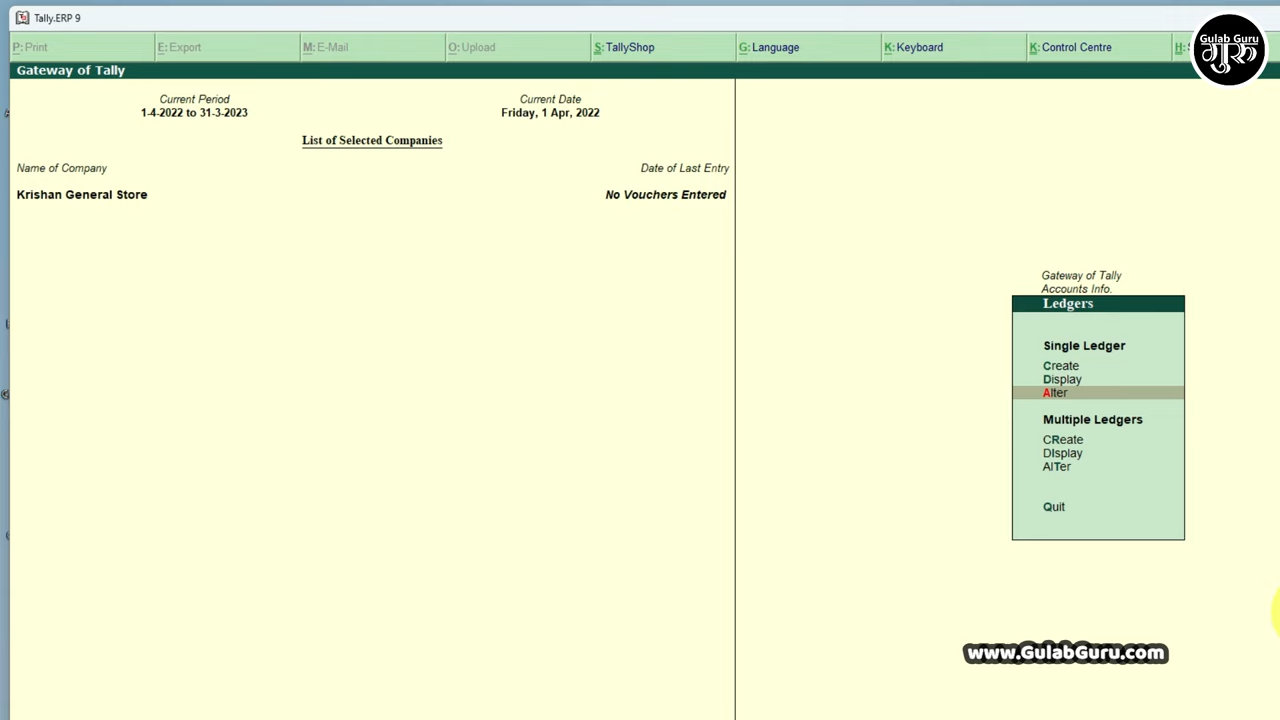 Tally.ERP 9
P: Print
E: Export
M: E-Mail
O: Upload
S: TallyShop
G: Language
K: Keyboard
K: Control Centre
H:
Gulab Guru
गुरू
Gateway of Tally
Current Period
1-4-2022 to 31-3-2023
Current Date
Friday, 1 Apr, 2022
List of Selected Companies
Name of Company
Date of Last Entry
Krishan General Store
No Vouchers Entered
Gateway of Tally
Accounts Info.
Ledgers
Single Ledger
Create
Display
Alter
Multiple Ledgers
CReate
DIsplay
AlTer
Quit
www.GulabGuru.com